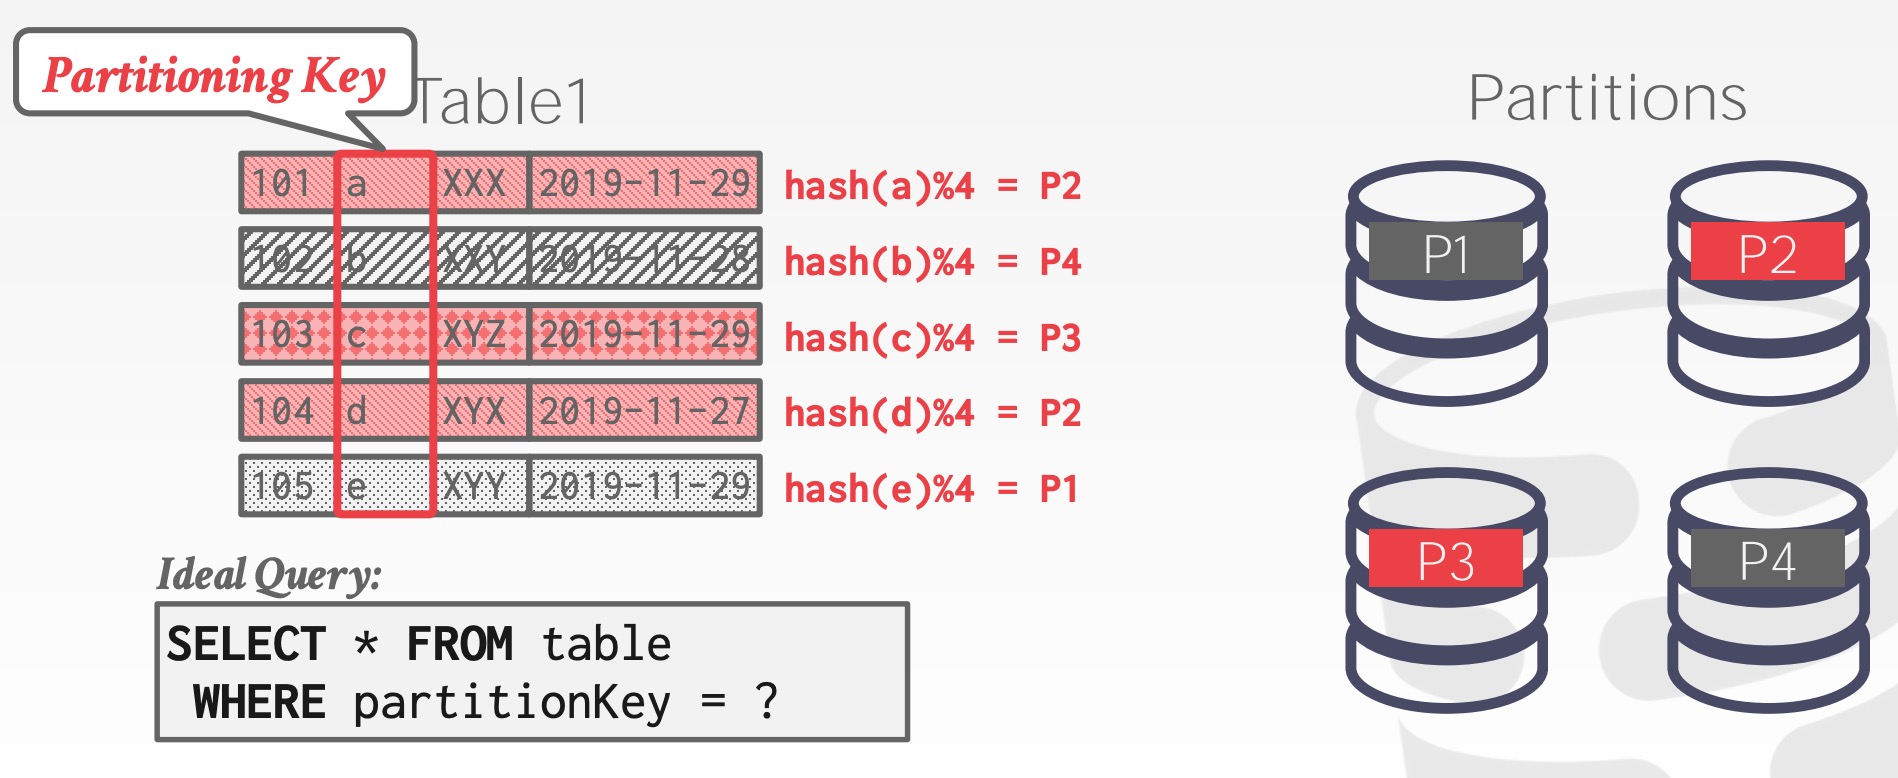 Partitioning Key
Table1
Partitions
101 a XXX 2019-11-29 hash(a)%4 = P2
102 b XXY 2019-11-28 hash(b)%4 = P4
103 c XYZ 2019-11-29 hash(c)%4 = P3
104 d XYX 2019-11-27 hash(d)%4 = P2
105 e XYY 2019-11-29 hash(e)%4 = P1
P1
P2
P3
P4
Ideal Query:
SELECT * FROM table
WHERE partitionKey = ?